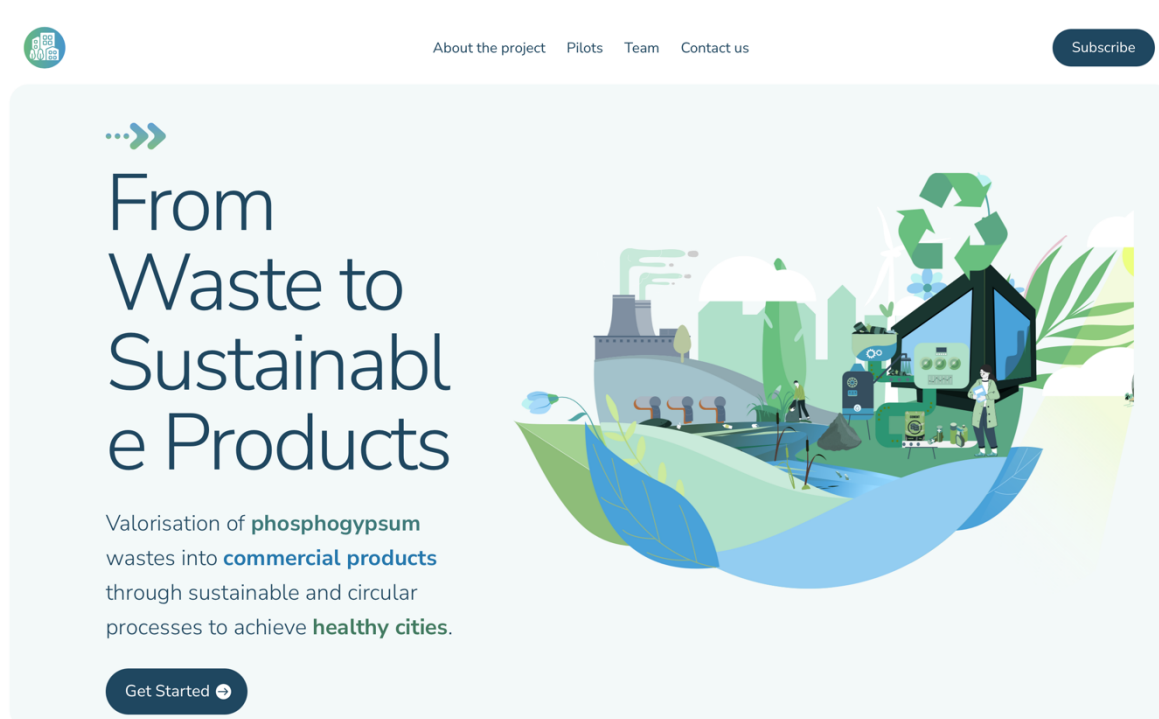 About the project
Pilots
Team
Contact us
Subscribe
From
Waste to
Sustainabl
e Products
Valorisation of phosphogypsum
wastes into commercial products
through sustainable and circular
processes to achieve healthy cities.
Get Started